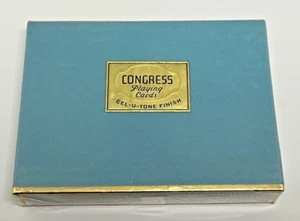 CONGRESS
Playing
Cards
CEL-U-TONE FINISH